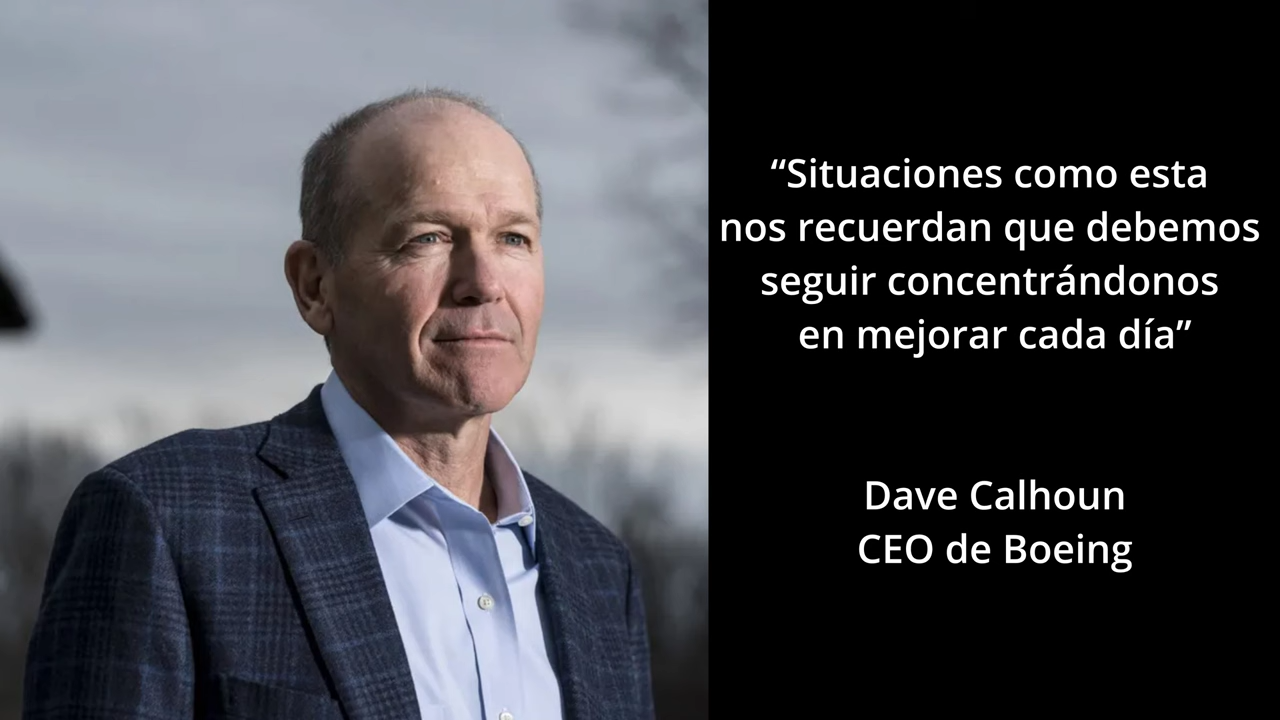 “Situaciones como esta
nos recuerdan que debemos
seguir concentrándonos
en mejorar cada día”
Dave Calhoun
CEO de Boeing